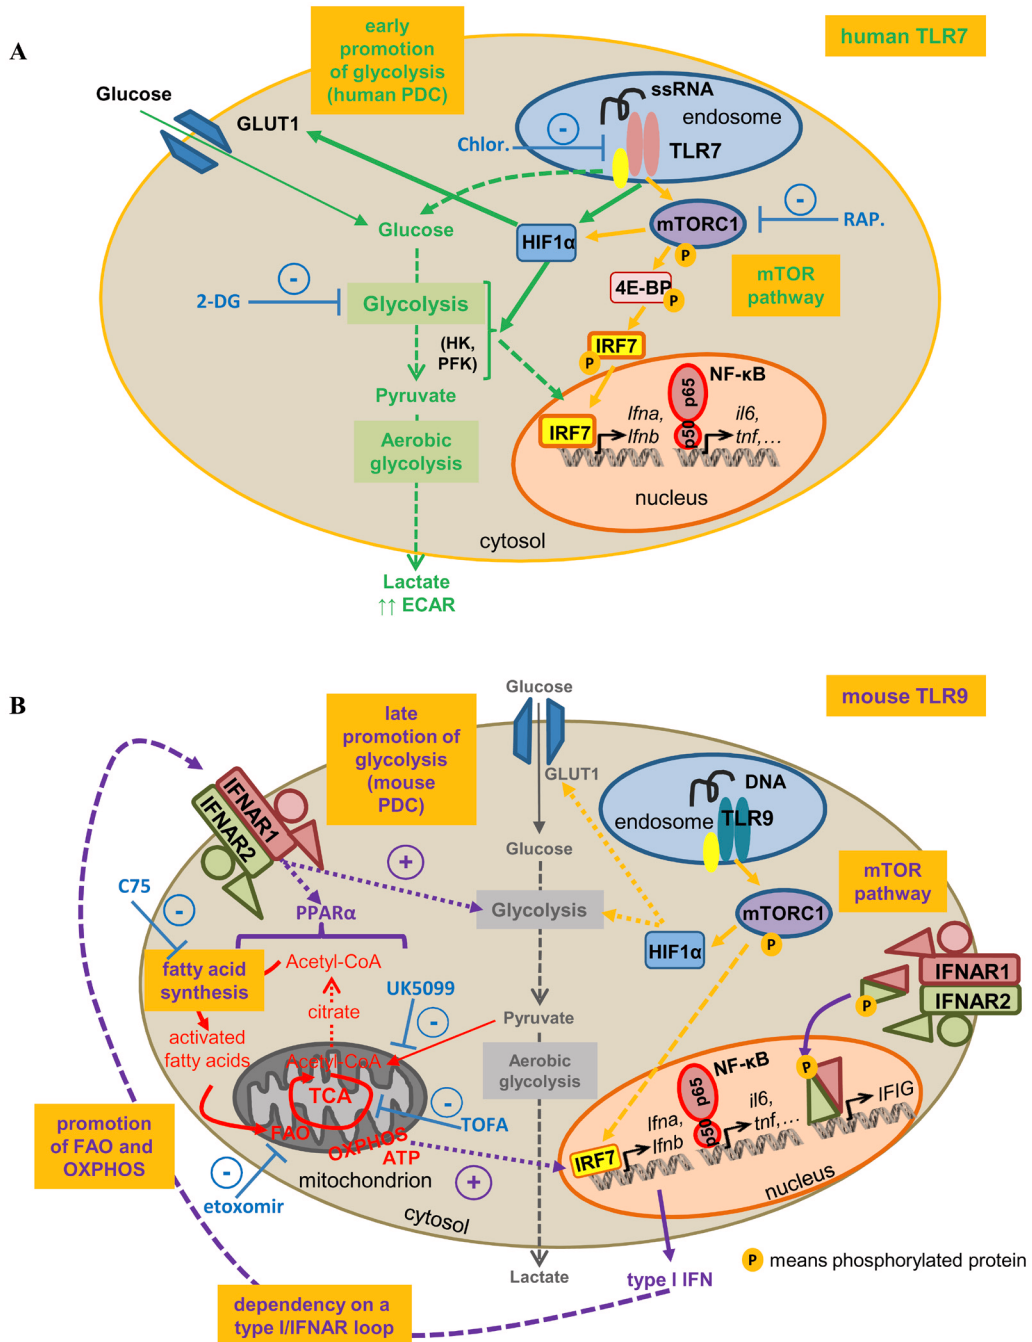 A
early
promotion
of glycolysis
(human PDC)
human TLR7
Glucose
GLUT1
ssRNA
endosome
TLR7
Chlor.
-
mTORC1
P
-
RAP.
Glucose
HIF1α
2-DG
-
Glycolysis
(HK,
PFK)
4E-BP
P
mTOR
pathway
IRF7
P
Pyruvate
Aerobic
glycolysis
NF-κB
p65
p50
IRF7
Ifna,
Ifnb
il6,
tnf,...
nucleus
cytosol
Lactate
↑↑ ECAR
B
mouse TLR9
late
promotion of
glycolysis
(mouse
PDC)
Glucose
GLUT1
DNA
endosome
TLR9
IFNAR1
IFNAR2
+
Glucose
mTOR
pathway
C75
-
PPARα
Glycolysis
mTORC1
P
HIF1α
fatty acid
synthesis
Acetyl-CoA
citrate
UK5099
-
IFNAR1
IFNAR2
P
activated
fatty acids
Acetyl-CoA
Pyruvate
TCA
Aerobic
glycolysis
NF-κB
P
p65
p50
FAO
OXPHOS
ATP
-
TOFA
Ifna,
Ifnb
il6,
tnf,...
IFIG
IRF7
promotion
of FAO and
OXPHOS
-
etoxomir
mitochondrion
+
nucleus
cytosol
Lactate
type I IFN
P means phosphorylated protein
dependency on a
type I/IFNAR loop